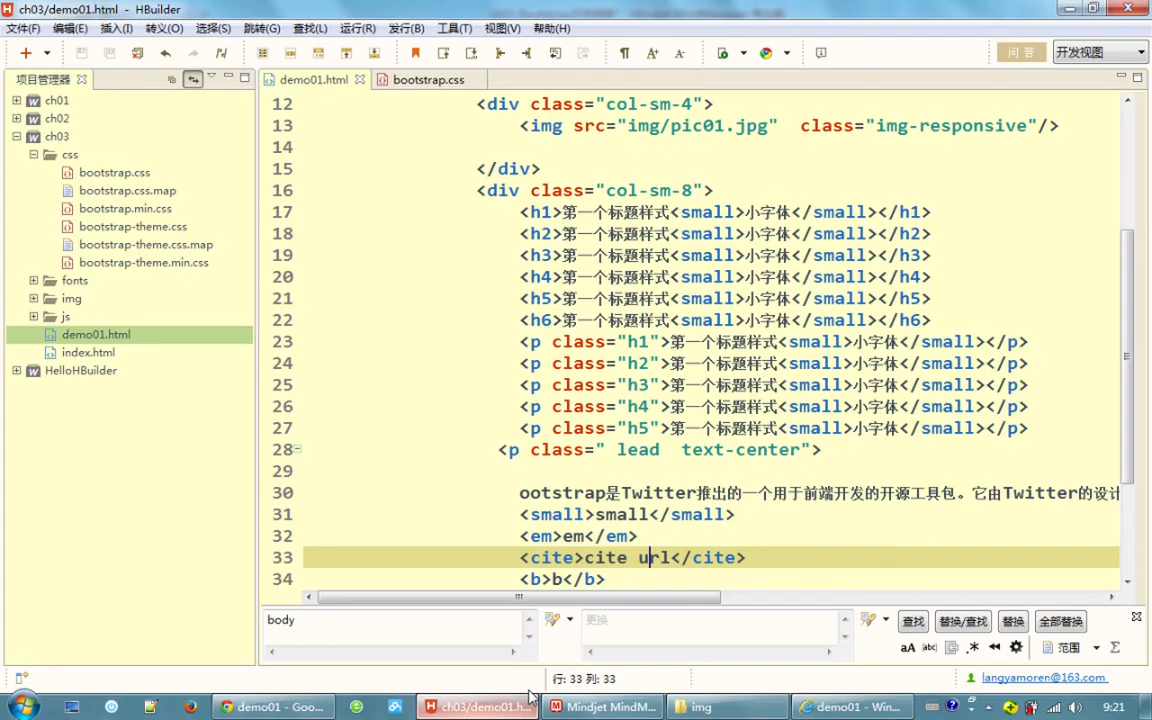 ch03/demo01.html - HBuilder
文件(F) 编辑(E) 插入(I) 转义(O) 选择(S) 跳转(G) 查找(L) 运行(R) 发行(B) 工具(T) 视图(V) 帮助(H)
问 答 开发视图
项目管理器 demo01.html bootstrap.css
ch01
ch02
ch03
css
bootstrap.css
bootstrap.css.map
bootstrap.min.css
bootstrap-theme.css
bootstrap-theme.css.map
bootstrap-theme.min.css
fonts
img
js
demo01.html
index.html
HelloHBuilder
12 <div class="col-sm-4">
13 <img src="img/pic01.jpg" class="img-responsive"/>
14
15 </div>
16 <div class="col-sm-8">
17 <h1>第一个标题样式<small>小字体</small></h1>
18 <h2>第一个标题样式<small>小字体</small></h2>
19 <h3>第一个标题样式<small>小字体</small></h3>
20 <h4>第一个标题样式<small>小字体</small></h4>
21 <h5>第一个标题样式<small>小字体</small></h5>
22 <h6>第一个标题样式<small>小字体</small></h6>
23 <p class="h1">第一个标题样式<small>小字体</small></p>
24 <p class="h2">第一个标题样式<small>小字体</small></p>
25 <p class="h3">第一个标题样式<small>小字体</small></p>
26 <p class="h4">第一个标题样式<small>小字体</small></p>
27 <p class="h5">第一个标题样式<small>小字体</small></p>
28 <p class=" lead text-center">
29
30 ootstrap是Twitter推出的一个用于前端开发的开源工具包。它由Twitter的设计
31 <small>small</small>
32 <em>em</em>
33 <cite>cite url</cite>
34 <b>b</b>
body 更换 查找 替换/查找 替换 全部替换
aA abc .* 范围 Σ
行: 33 列: 33 langyamoren@163.com
demo01 - Goo... ch03/demo01.h... Mindjet MindM... img demo01 - Win... 9:21